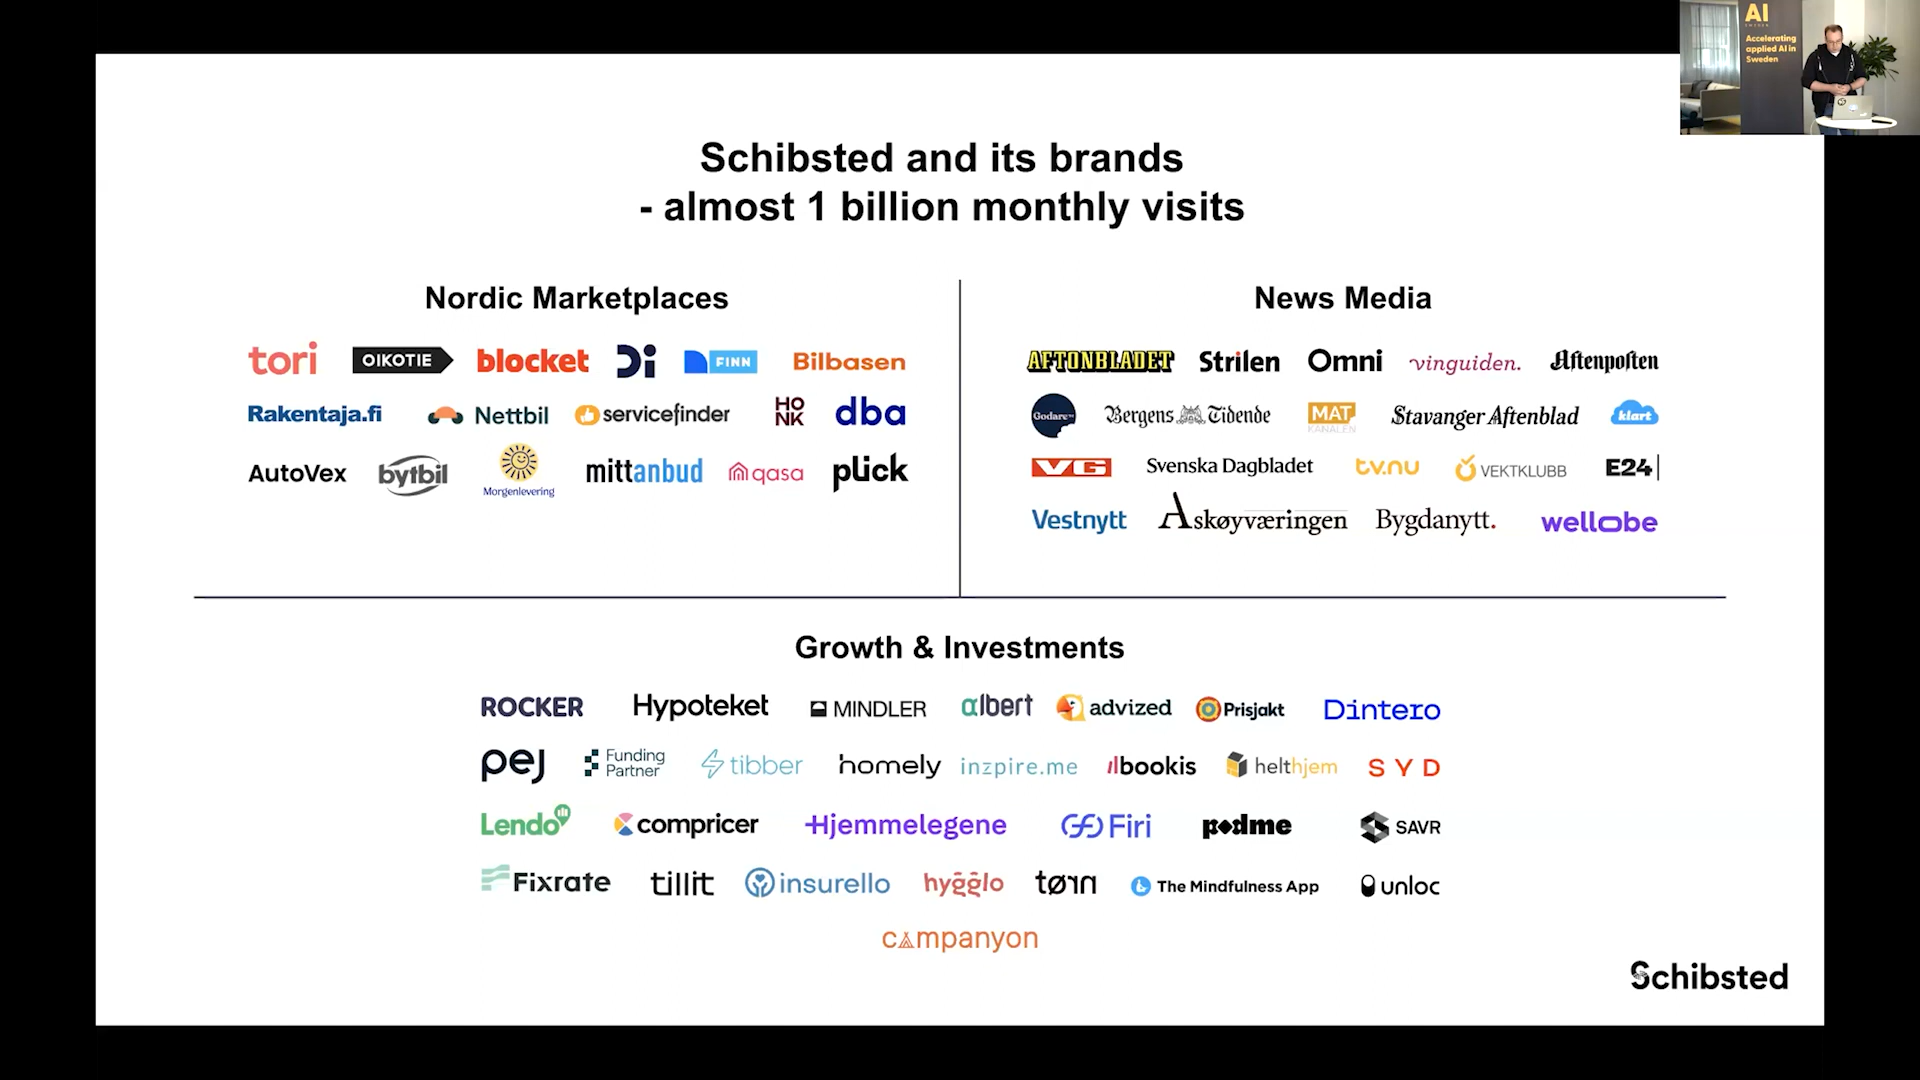 AI
Accelerating
applied AI in
Sweden
Schibsted and its brands
- almost 1 billion monthly visits
Nordic Marketplaces
tori OIKOTIE blocket Di FINN Bilbasen
Rakentaja.fi Nettbil servicefinder HONK dba
AutoVex bytbil Morgenlevering mittanbud qasa plick
News Media
AFTONBLADET Strilen Omni vinguiden. Aftenposten
Godare Bergens Tidende MAT KANALEN Stavanger Aftenblad klart
VG Svenska Dagbladet tv.nu VEKTKLUBB E24
Vestnytt Askøyværingen Bygdanytt. wellobe
Growth & Investments
ROCKER Hypoteket MINDLER albert advized Prisjakt Dintero
pej Funding Partner tibber homely inzpire.me bookis helthjem SYD
Lendo compricer Hjemmelegene Firi podme SAVR
Fixrate tillit insurello hygglo tørn The Mindfulness App unloc
campanyon
Schibsted